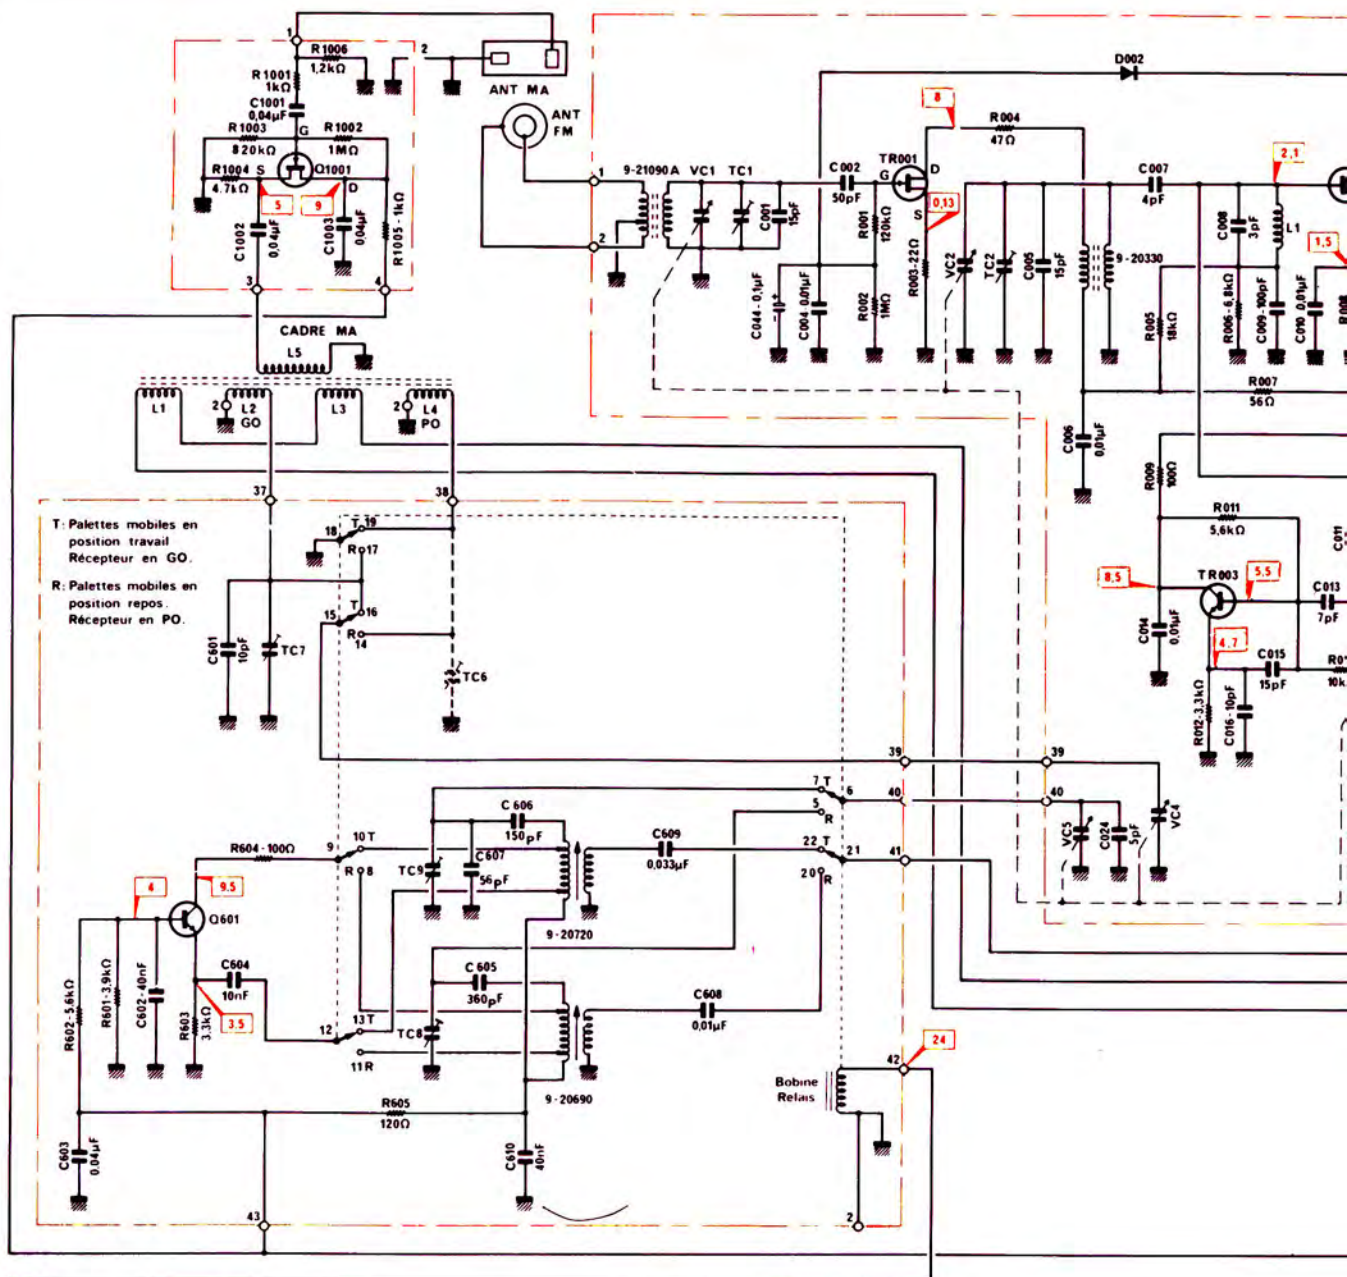 1
R1006
1,2kΩ
2
ANT MA
R1001
1kΩ
C1001
0,04µF
G
R1003
820kΩ
R1002
1MΩ
R1004
4.7kΩ
S
Q1001
D
5
9
C1002
0,04µF
C1003
0.04µF
R1005-1kΩ
3
4
ANT
FM
1
2
9-21090A
VC1
TC1
C001
15pF
C002
50pF
TR001
G
D
S
8
0,13
R001
120kΩ
C044-0,1µF
+
C004-0,01µF
R002
1MΩ
R003-22Ω
R004
47Ω
D002
VC2
TC2
C005
15pF
9-20330
C007
4pF
2,1
C008
3pF
L1
1,5
R005
18kΩ
R006-6,8kΩ
C009-100pF
C010 0,01µF
R008
R007
56Ω
C006
0,01µF
CADRE MA
L5
L1
2
L2
GO
L3
2
L4
PO
37
38
T: Palettes mobiles en
position travail
Récepteur en GO.
R: Palettes mobiles en
position repos.
Récepteur en PO.
18
T
19
R
17
15
T
16
R
14
C601
10pF
TC7
TC6
R009
100Ω
R011
5,6kΩ
C011
8,5
TR003
5,5
C013
7pF
C014
0,01µF
4,7
C015
15pF
R01
10k
R012-3,3kΩ
C016-10pF
39
39
40
40
41
VC5
C024
5pF
VC4
7 T
6
5
R
22 T
21
20 R
C 606
150pF
C607
56pF
TC9
C609
0,033µF
9-20720
R604-100Ω
9
10 T
R 8
4
9.5
Q601
C604
10nF
3.5
R602-5,6kΩ
R601-3,9kΩ
C602-40nF
R603
3.3kΩ
12
13T
11R
C 605
360pF
TC8
C608
0,01µF
9-20690
42
24
Bobine
Relais
R605
120Ω
C603
0.04µF
C610
40nF
43
2